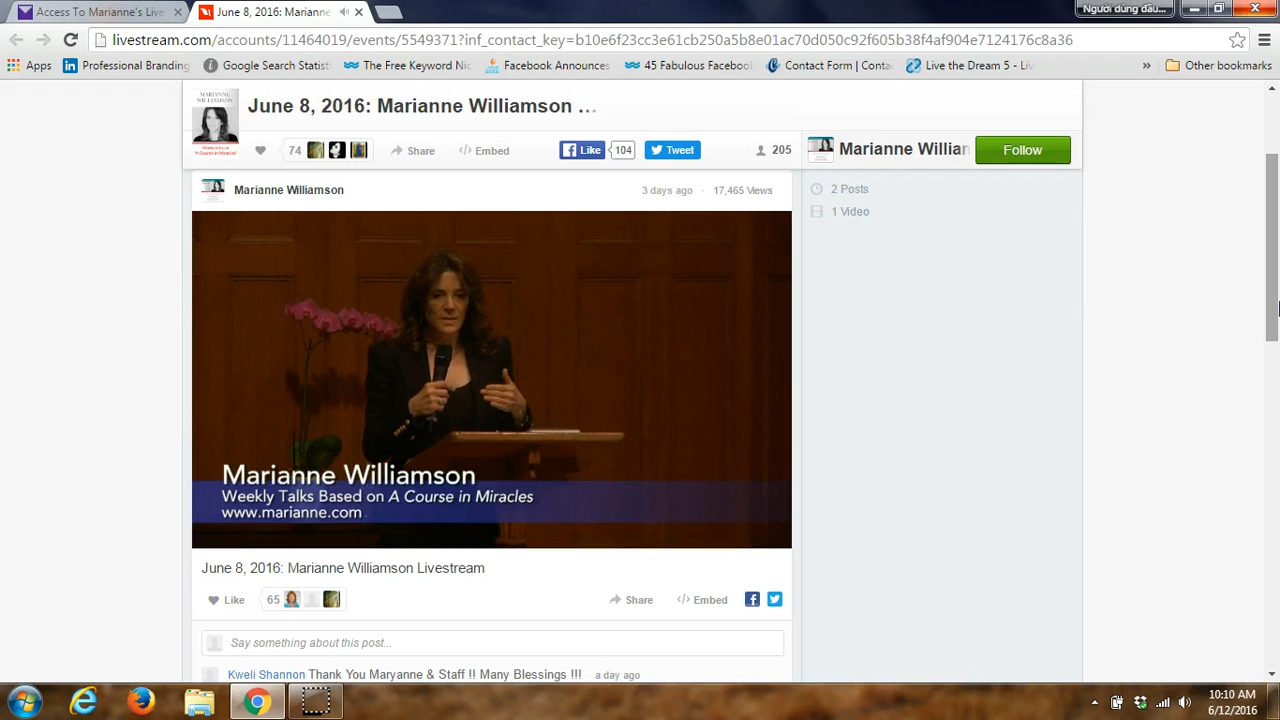 Access To Marianne's Live
June 8, 2016: Marianne
Người dùng đầu...
livestream.com/accounts/11464019/events/5549371?inf_contact_key=b10e6f23cc3e61cb250a5b8e01ac70d050c92f605b38f4af904e7124176c8a36
Apps
Professional Branding
Google Search Statisti
The Free Keyword Nic
Facebook Announces
45 Fabulous Facebook
Contact Form | Conta
Live the Dream 5 - Liv
»
Other bookmarks
MARIANNE
WILLIAMSON
June 8, 2016: Marianne Williamson ...
74
Share
Embed
Like
104
Tweet
205
Marianne Willian
Follow
Marianne Williamson
3 days ago · 17,465 Views
2 Posts
1 Video
Marianne Williamson
Weekly Talks Based on A Course in Miracles
www.marianne.com
June 8, 2016: Marianne Williamson Livestream
Like
65
Share
Embed
Say something about this post...
Kweli Shannon Thank You Maryanne & Staff !! Many Blessings !!! a day ago
10:10 AM
6/12/2016